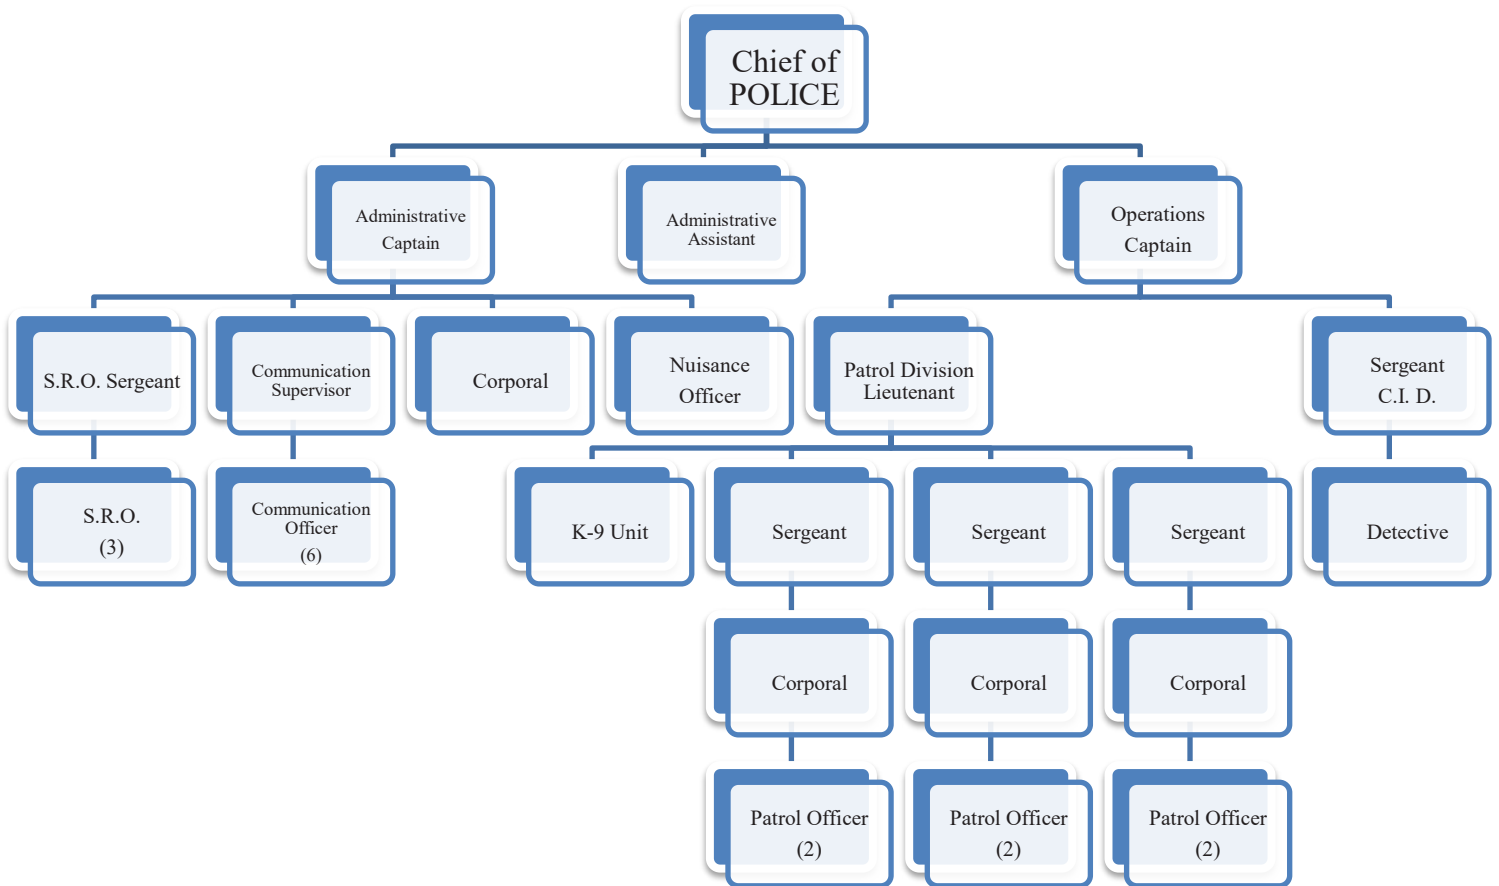 Chief of
POLICE
Administrative
Captain
Administrative
Assistant
Operations
Captain
S.R.O. Sergeant
Communication
Supervisor
Corporal
Nuisance
Officer
Patrol Division
Lieutenant
Sergeant
C.I. D.
S.R.O.
(3)
Communication
Officer
(6)
K-9 Unit
Sergeant
Sergeant
Sergeant
Detective
Corporal
Corporal
Corporal
Patrol Officer
(2)
Patrol Officer
(2)
Patrol Officer
(2)